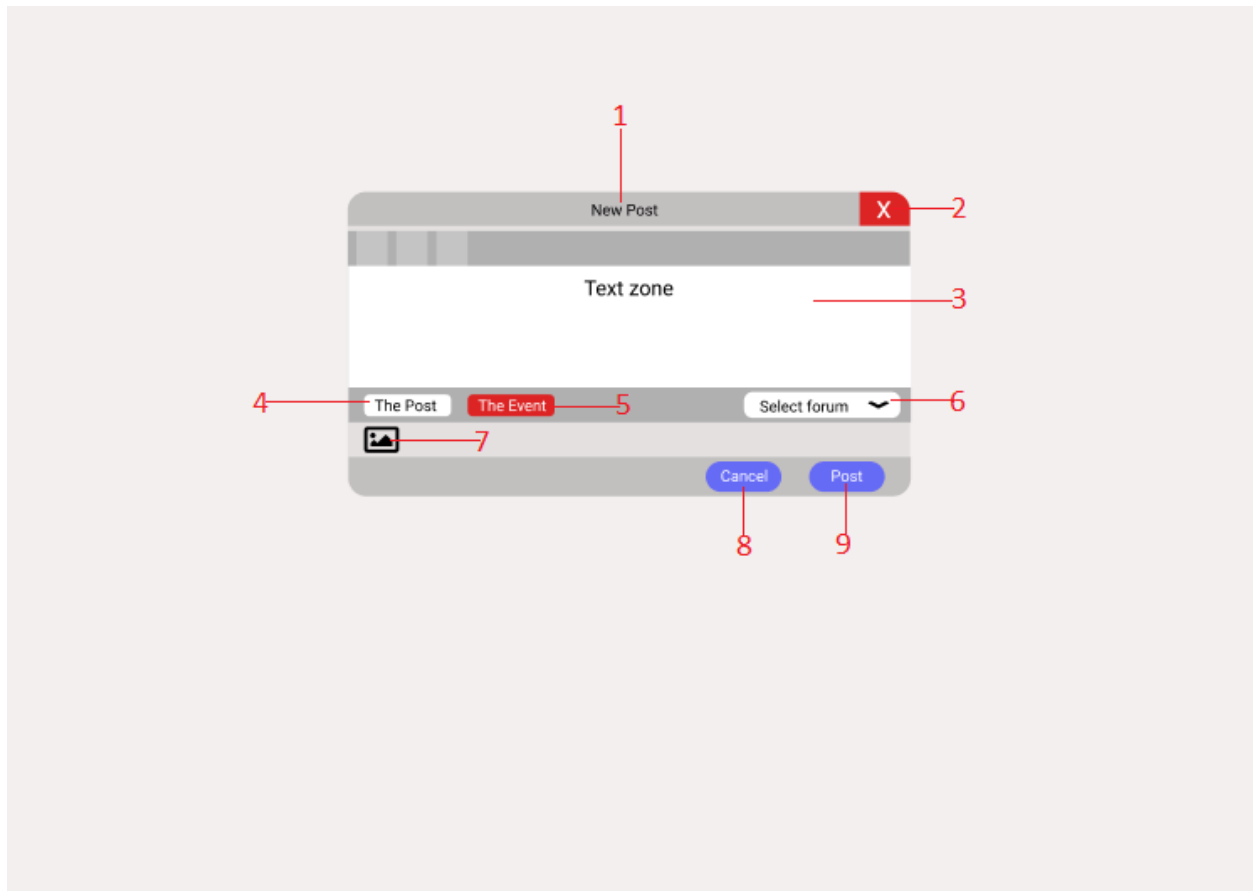 1
New Post
X
2
Text zone
3
4
The Post
The Event
5
Select forum
6
7
Cancel
Post
8
9